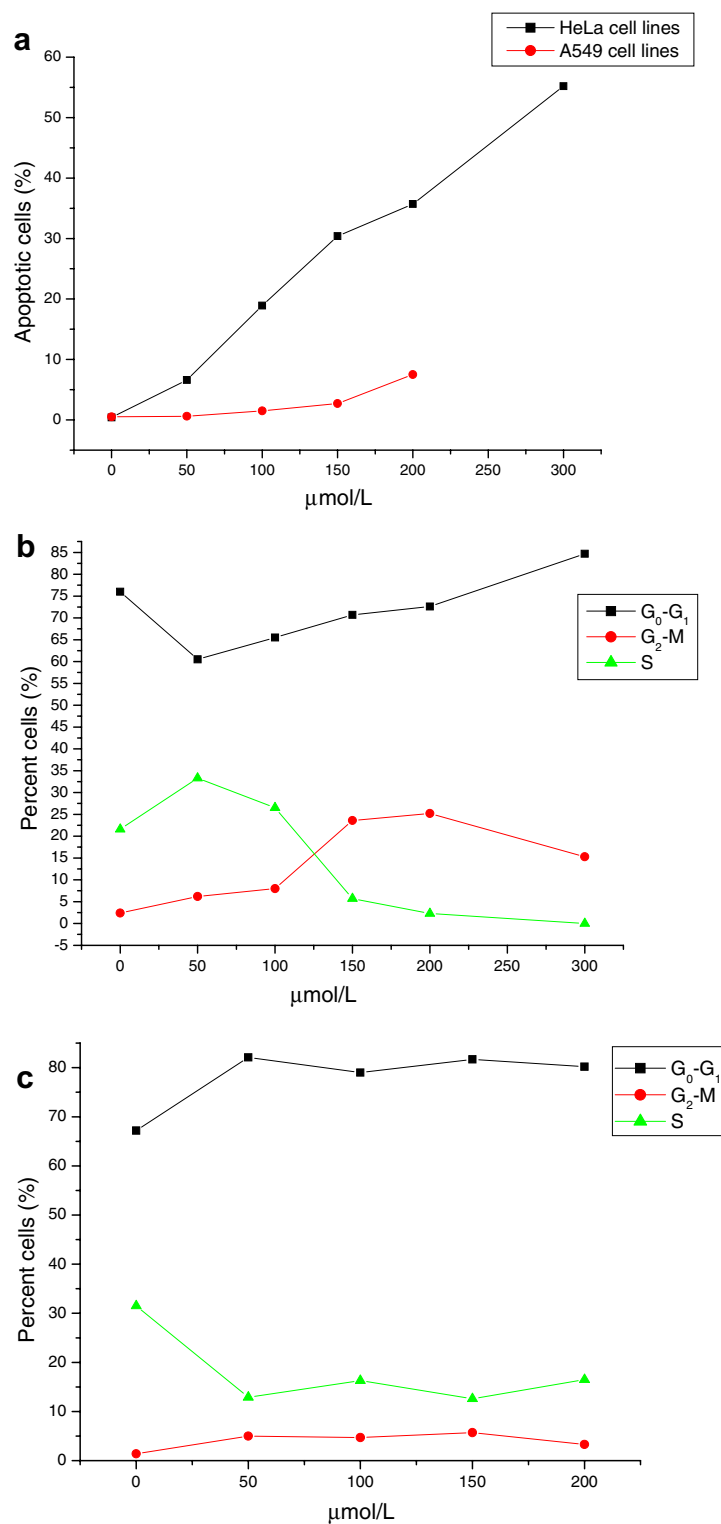 a
HeLa cell lines
A549 cell lines
60
50
40
30
20
10
0
Apoptotic cells (%)
0 50 100 150 200 250 300
μmol/L
b
85
80
75
70
65
60
55
50
45
40
35
30
25
20
15
10
5
0
-5
Percent cells (%)
G₀-G₁
G₂-M
S
0 50 100 150 200 250 300
μmol/L
c
80
70
60
50
40
30
20
10
0
Percent cells (%)
G₀-G₁
G₂-M
S
0 50 100 150 200
μmol/L